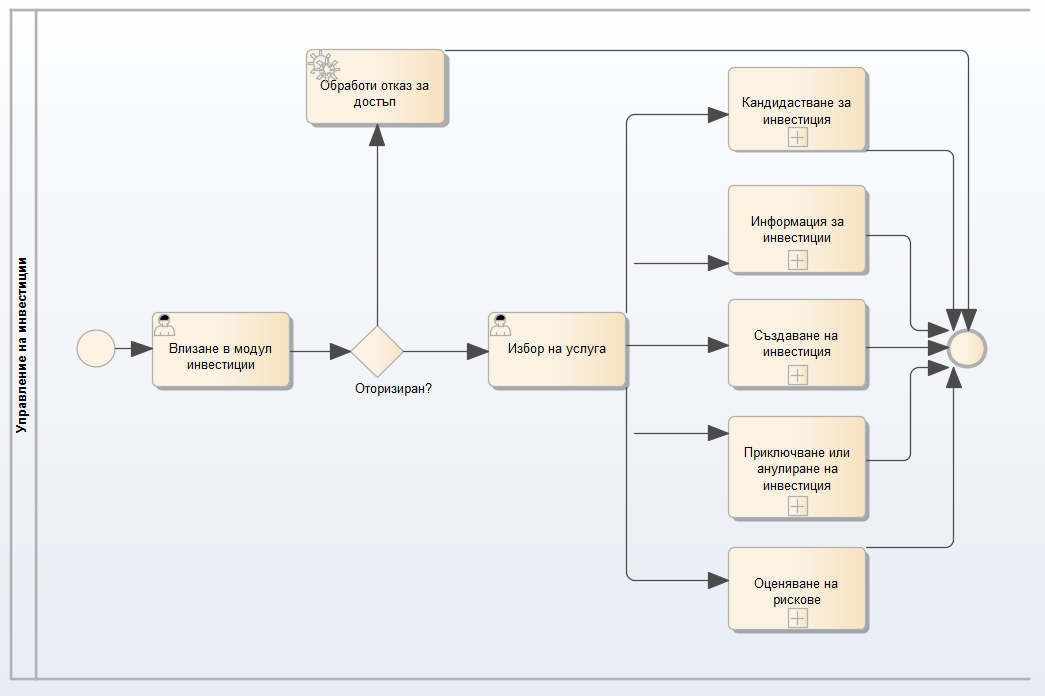 Управление на инвестиции
Обработи отказ за
достъп
Влизане в модул
инвестиции
Оторизиран?
Избор на услуга
Кандидастване за
инвестиция
Информация за
инвестиции
Създаване на
инвестиция
Приключване или
анулиране на
инвестиция
Оценяване на
рискове